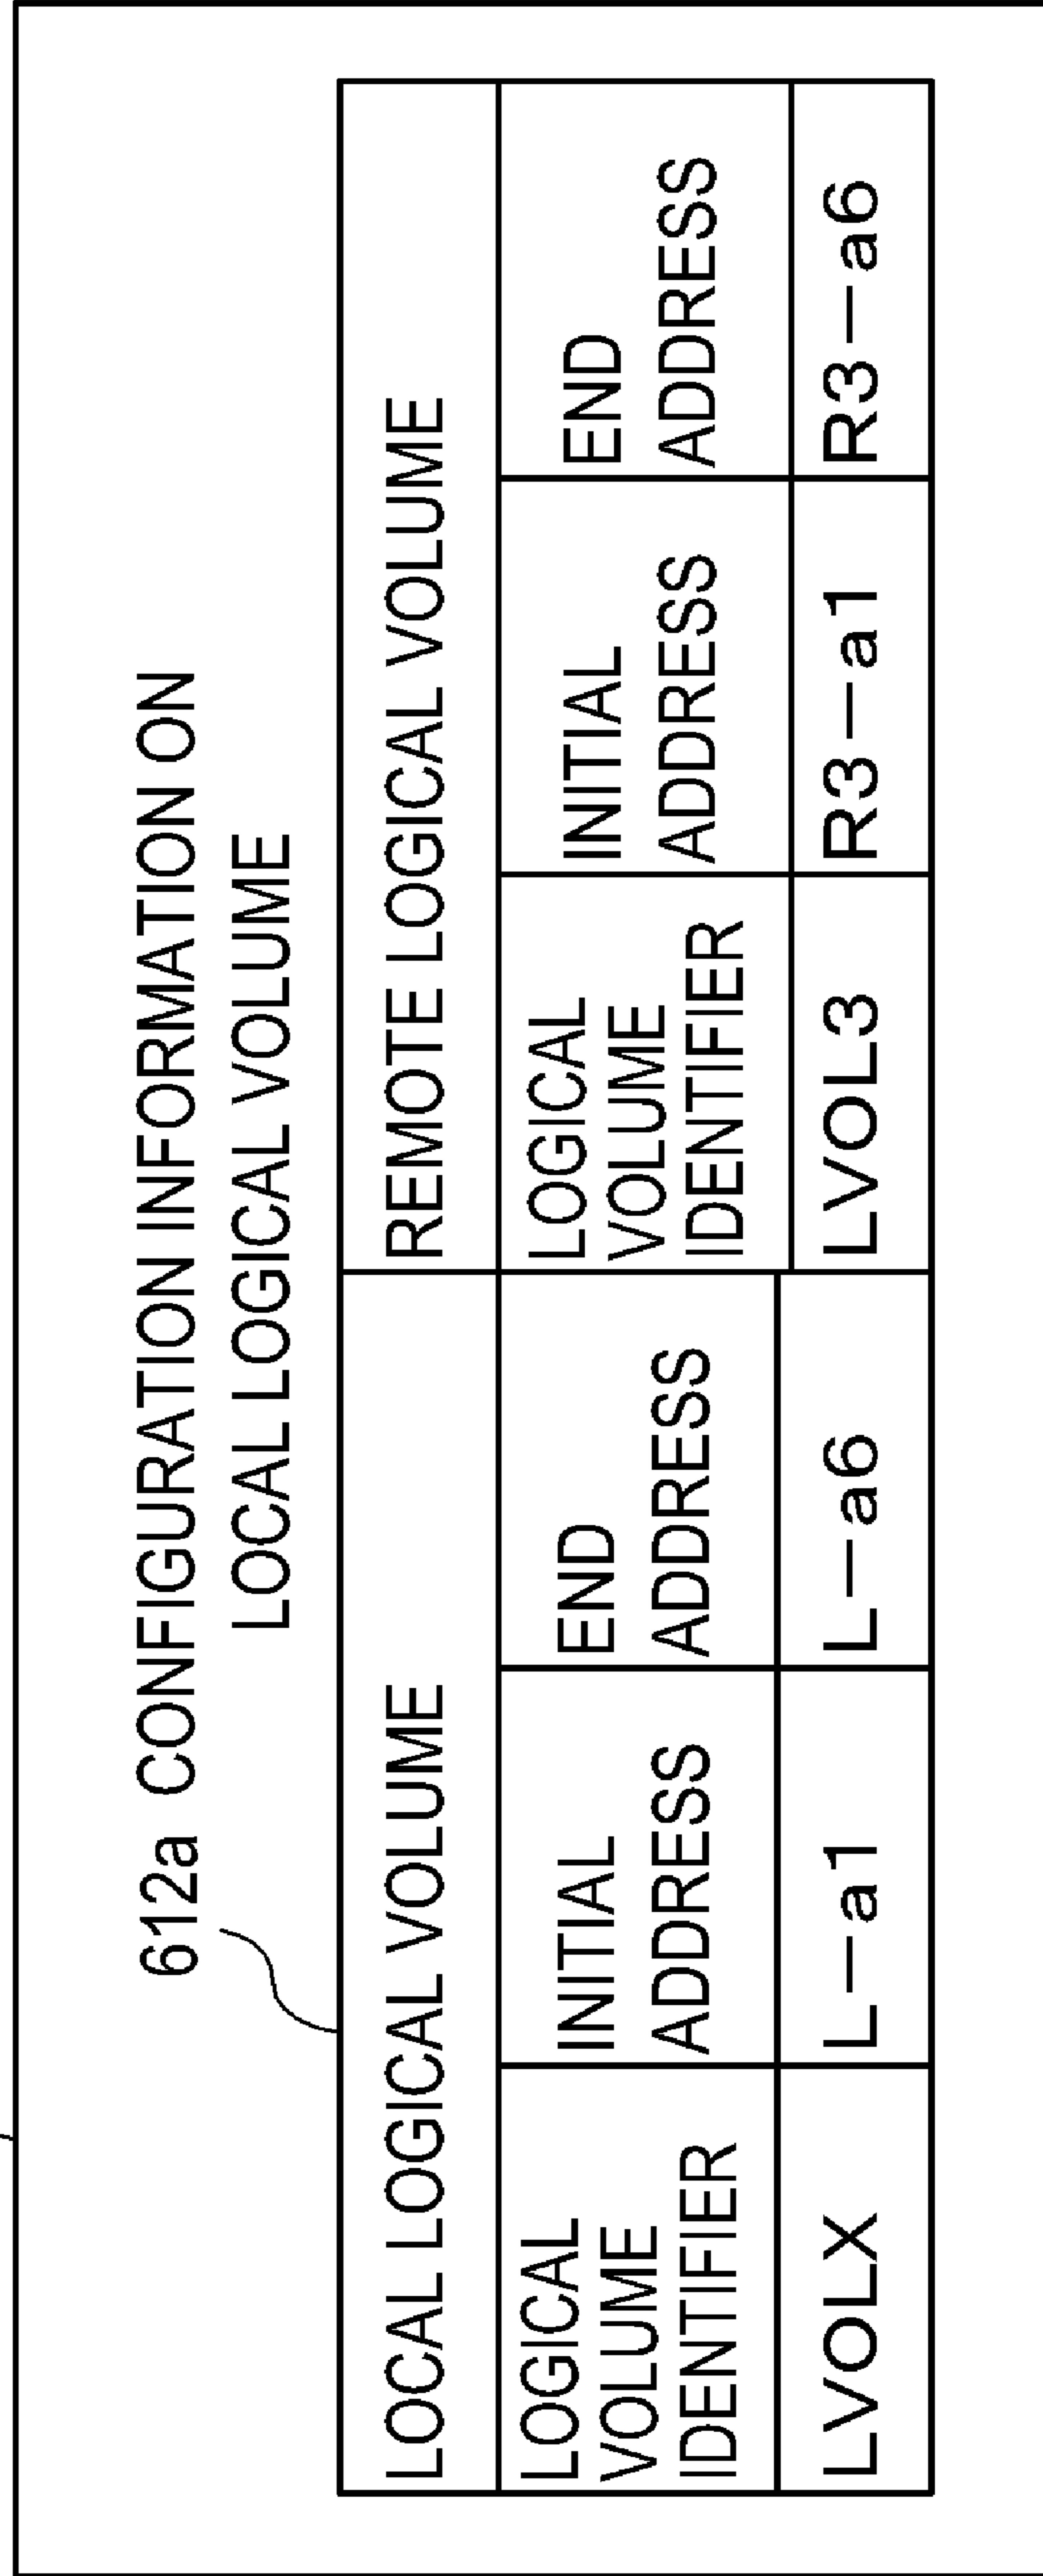 612a CONFIGURATION INFORMATION ON
LOCAL LOGICAL VOLUME
LOCAL LOGICAL VOLUME
REMOTE LOGICAL VOLUME
LOGICAL
VOLUME
IDENTIFIER
INITIAL
ADDRESS
END
ADDRESS
LOGICAL
VOLUME
IDENTIFIER
INITIAL
ADDRESS
END
ADDRESS
LVOLX
L-a1
L-a6
LVOL3
R3-a1
R3-a6